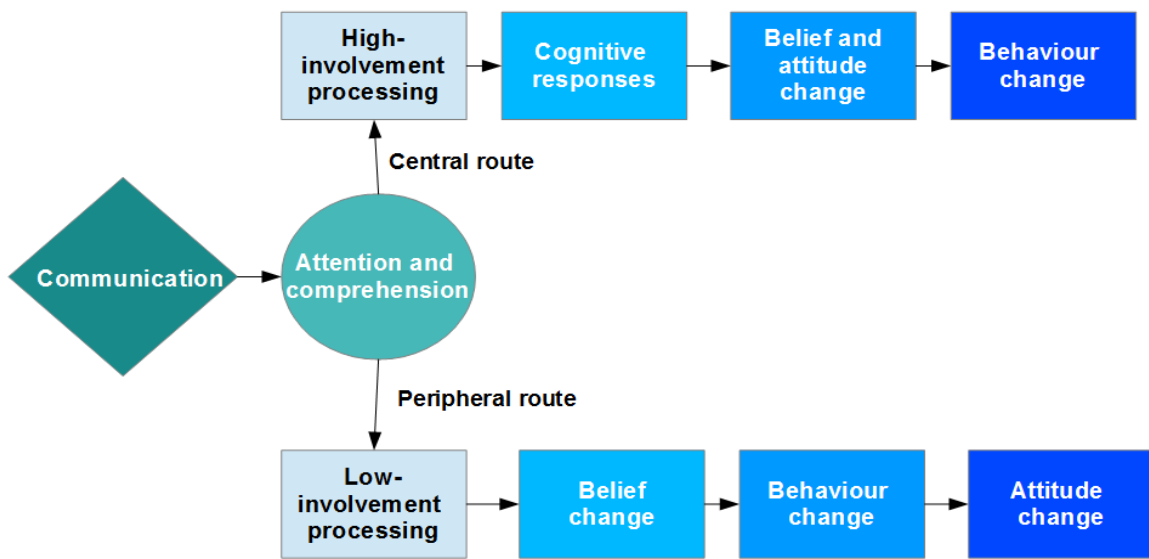 High-
involvement
processing
Cognitive
responses
Belief and
attitude
change
Behaviour
change
Central route
Communication
Attention and
comprehension
Peripheral route
Low-
involvement
processing
Belief
change
Behaviour
change
Attitude
change